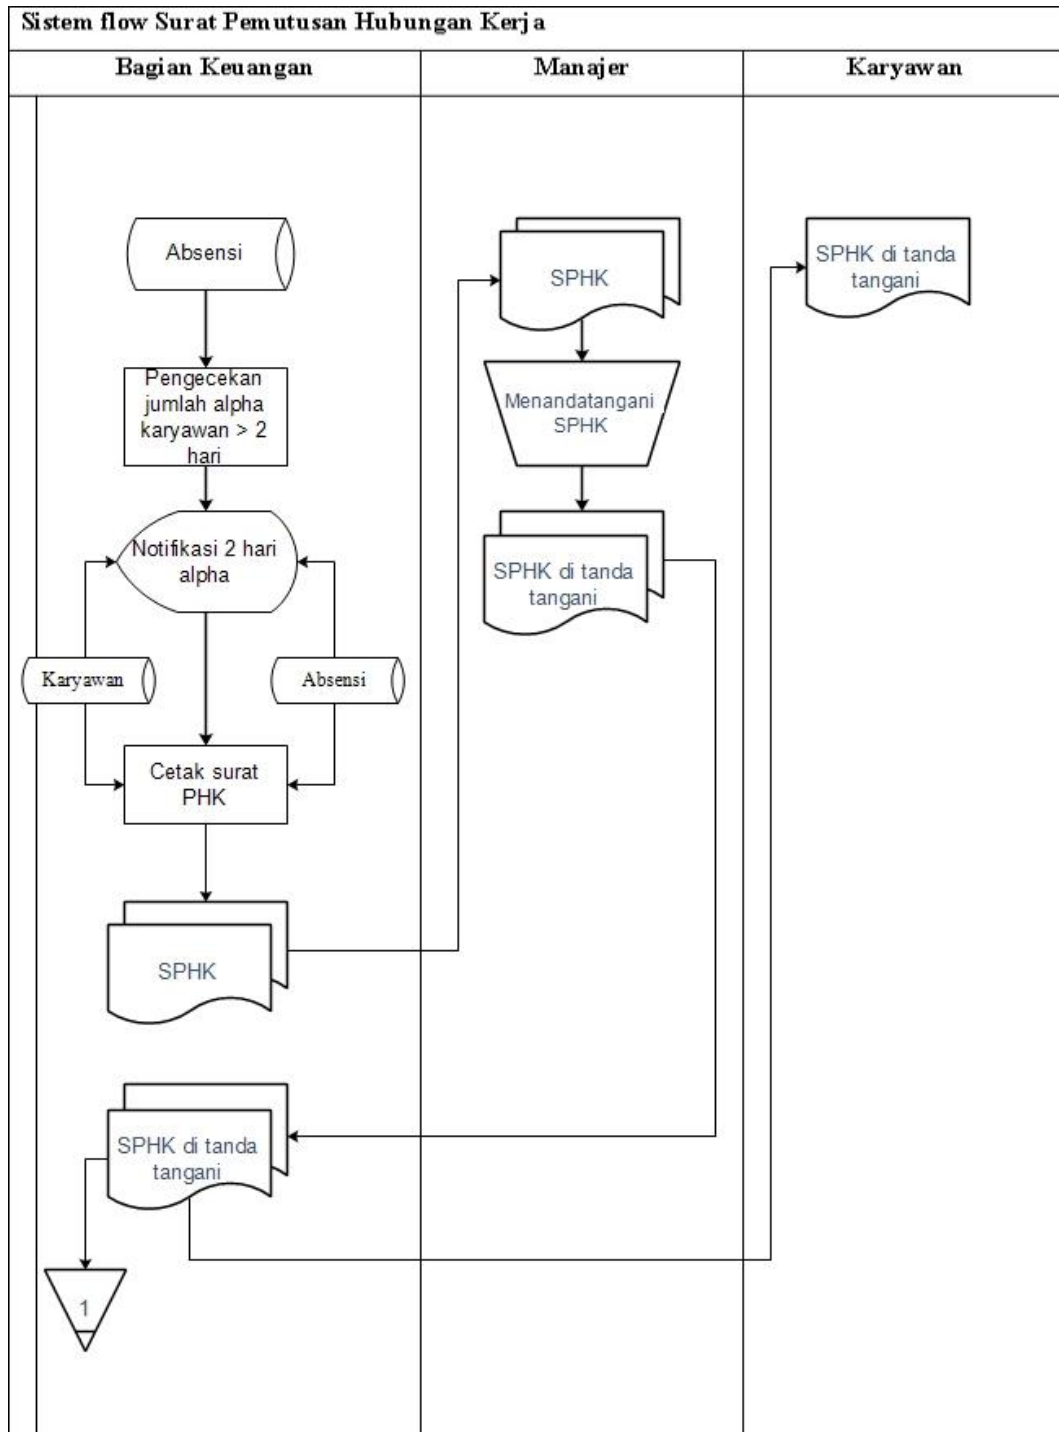 Sistem flow Surat Pemutusan Hubungan Kerja
Bagian Keuangan
Manajer
Karyawan
Absensi
Pengecekan
jumlah alpha
karyawan > 2
hari
Notifikasi 2 hari
alpha
Karyawan
Absensi
Cetak surat
PHK
SPHK
SPHK di tanda
tangani
1
SPHK
Menandatangani
SPHK
SPHK di tanda
tangani
SPHK di tanda
tangani